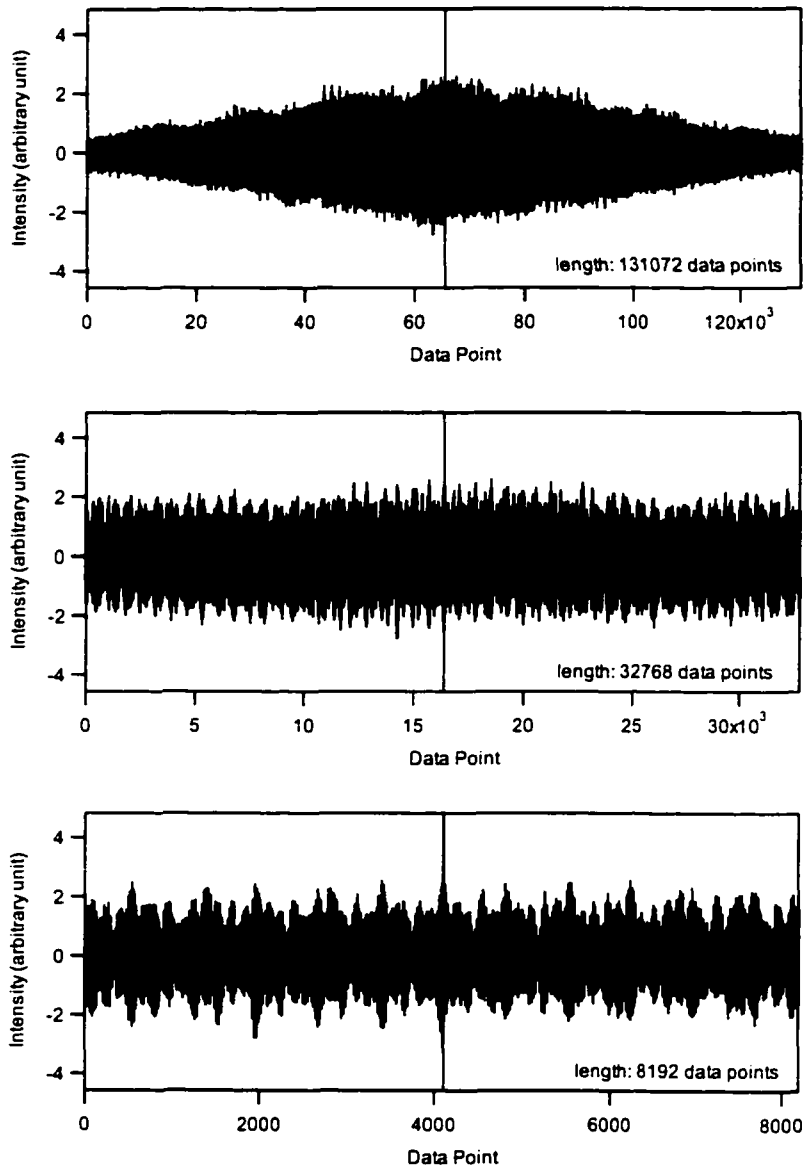 4
2
0
-2
-4
Intensity (arbitrary unit)
length: 131072 data points
0 20 40 60 80 100 120x10³
Data Point
4
2
0
-2
-4
Intensity (arbitrary unit)
length: 32768 data points
0 5 10 15 20 25 30x10³
Data Point
4
2
0
-2
-4
Intensity (arbitrary unit)
length: 8192 data points
0 2000 4000 6000 8000
Data Point